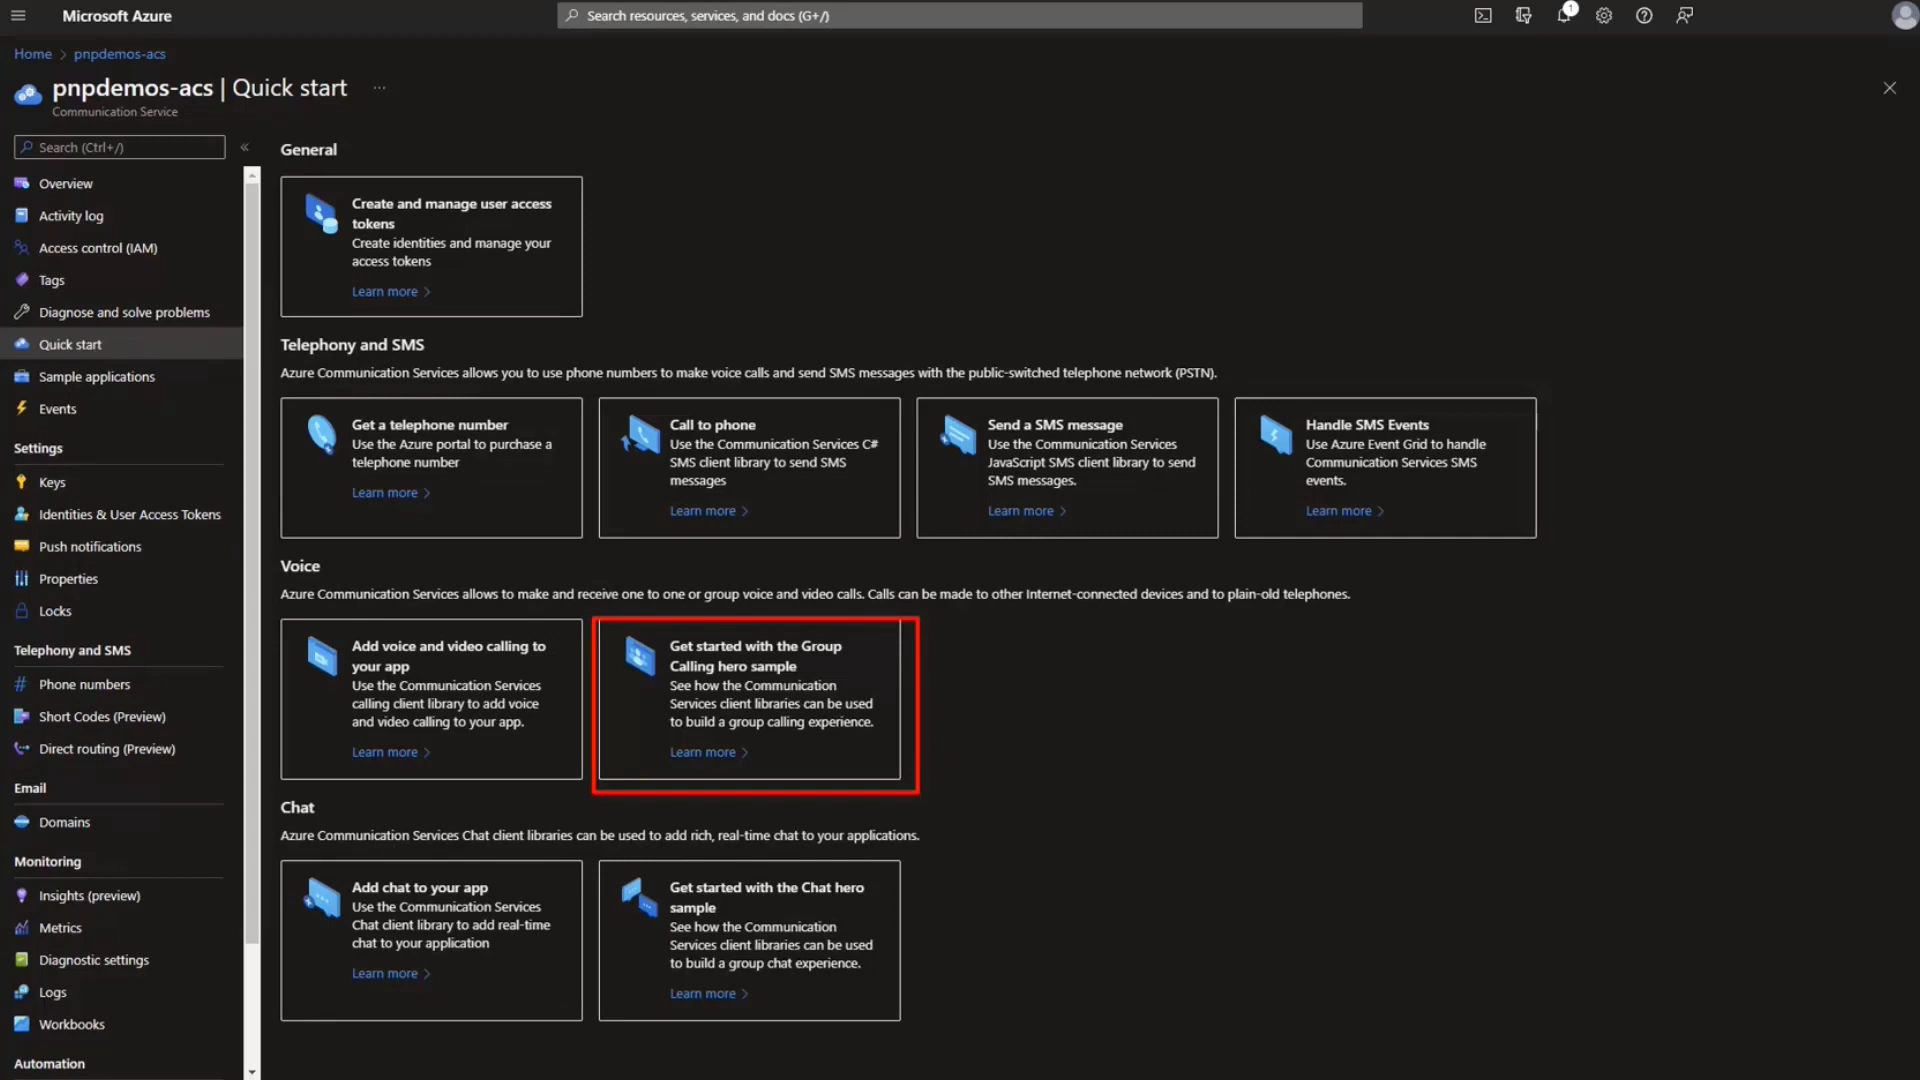 Microsoft Azure
Search resources, services, and docs (G+/)
1
Home > pnpdemos-acs
pnpdemos-acs | Quick start ...
Communication Service
Search (Ctrl+/)
«
Overview
Activity log
Access control (IAM)
Tags
Diagnose and solve problems
Quick start
Sample applications
Events
Settings
Keys
Identities & User Access Tokens
Push notifications
Properties
Locks
Telephony and SMS
Phone numbers
Short Codes (Preview)
Direct routing (Preview)
Email
Domains
Monitoring
Insights (preview)
Metrics
Diagnostic settings
Logs
Workbooks
Automation
General
Create and manage user access
tokens
Create identities and manage your
access tokens
Learn more >
Telephony and SMS
Azure Communication Services allows you to use phone numbers to make voice calls and send SMS messages with the public-switched telephone network (PSTN).
Get a telephone number
Use the Azure portal to purchase a
telephone number
Learn more >
Call to phone
Use the Communication Services C#
SMS client library to send SMS
messages
Learn more >
Send a SMS message
Use the Communication Services
JavaScript SMS client library to send
SMS messages.
Learn more >
Handle SMS Events
Use Azure Event Grid to handle
Communication Services SMS
events.
Learn more >
Voice
Azure Communication Services allows to make and receive one to one or group voice and video calls. Calls can be made to other Internet-connected devices and to plain-old telephones.
Add voice and video calling to
your app
Use the Communication Services
calling client library to add voice
and video calling to your app.
Learn more >
Get started with the Group
Calling hero sample
See how the Communication
Services client libraries can be used
to build a group calling experience.
Learn more >
Chat
Azure Communication Services Chat client libraries can be used to add rich, real-time chat to your applications.
Add chat to your app
Use the Communication Services
Chat client library to add real-time
chat to your application
Learn more >
Get started with the Chat hero
sample
See how the Communication
Services client libraries can be used
to build a group chat experience.
Learn more >